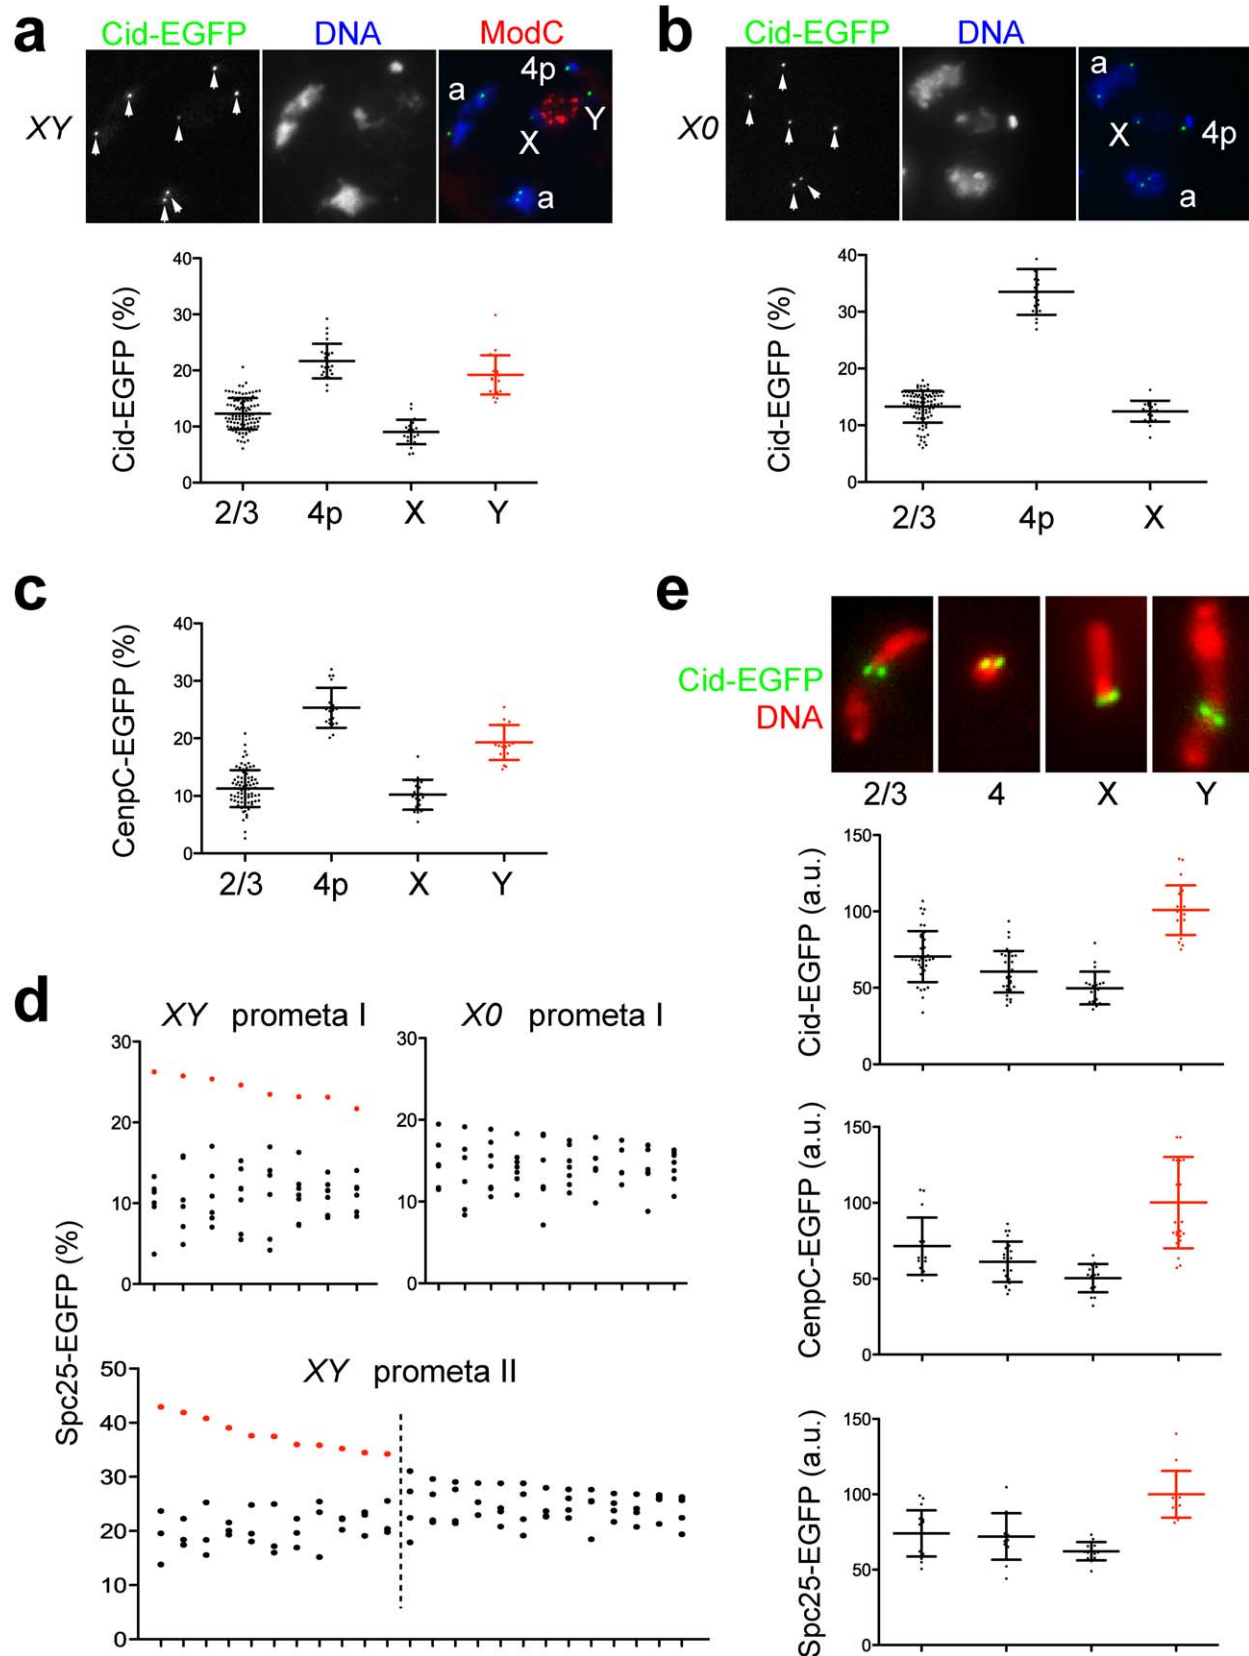 a
Cid-EGFP DNA ModC
XY
4p
a
Y
X
a
Cid-EGFP (%)
40
30
20
10
0
2/3 4p X Y
b
Cid-EGFP DNA
X0
a
X
4p
a
Cid-EGFP (%)
40
30
20
10
0
2/3 4p X
c
CenpC-EGFP (%)
40
30
20
10
0
2/3 4p X Y
d
XY prometa I
30
20
10
0
X0 prometa I
30
20
10
0
Spc25-EGFP (%)
XY prometa II
50
40
30
20
10
0
e
Cid-EGFP
DNA
2/3 4 X Y
Cid-EGFP (a.u.)
150
100
50
0
CenpC-EGFP (a.u.)
150
100
50
0
Spc25-EGFP (a.u.)
150
100
50
0